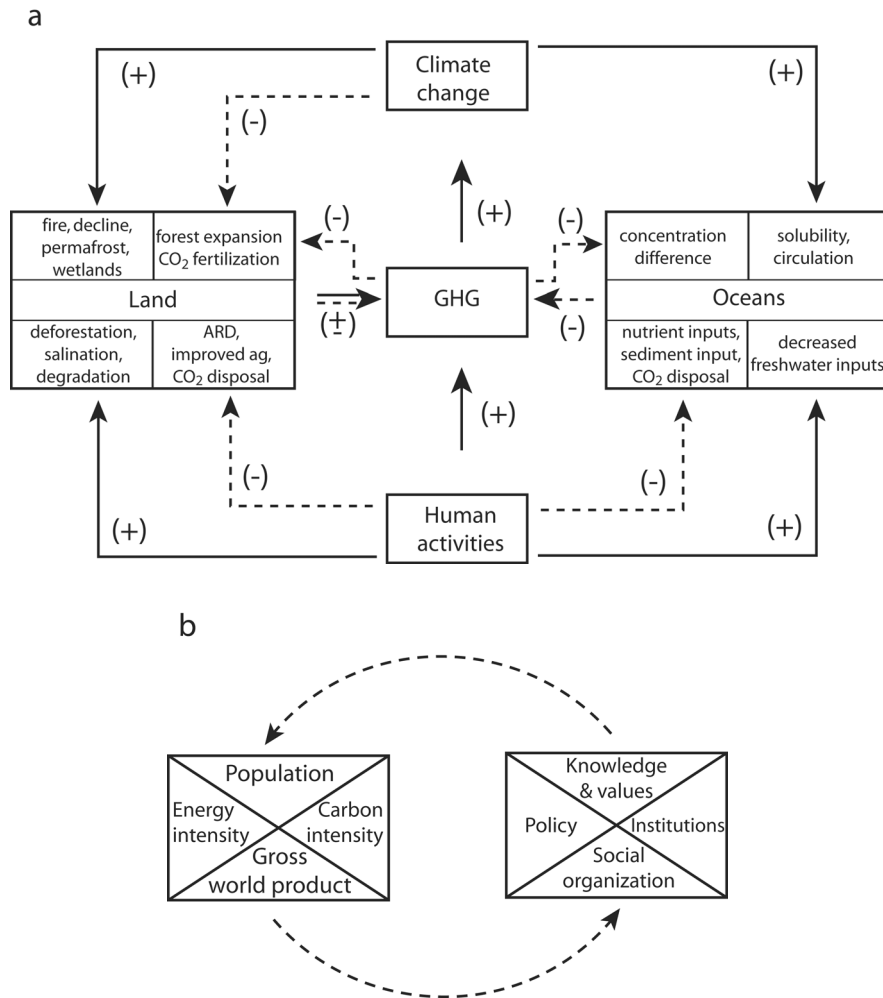 a
Climate
change
(+)
(+)
(-)
(+)
(-)
(-)
fire, decline,
permafrost,
wetlands
forest expansion
CO₂ fertilization
Land
deforestation,
salination,
degradation
ARD,
improved ag,
CO₂ disposal
(±)
GHG
(-)
concentration
difference
solubility,
circulation
Oceans
nutrient inputs,
sediment input,
CO₂ disposal
decreased
freshwater inputs
(+)
(-)
(-)
(+)
(+)
Human
activities
b
Population
Energy
intensity
Carbon
intensity
Gross
world product
Knowledge
& values
Policy
Institutions
Social
organization